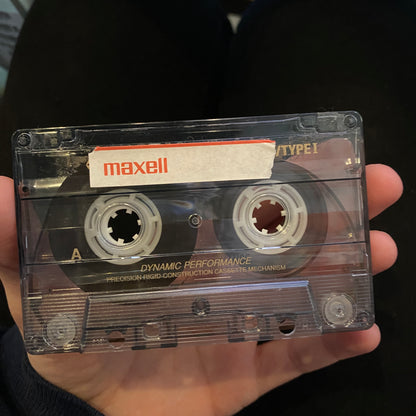 /TYPE I
maxell
A
DYNAMIC PERFORMANCE
PRECISION RIGID-CONSTRUCTION CASSETTE MECHANISM